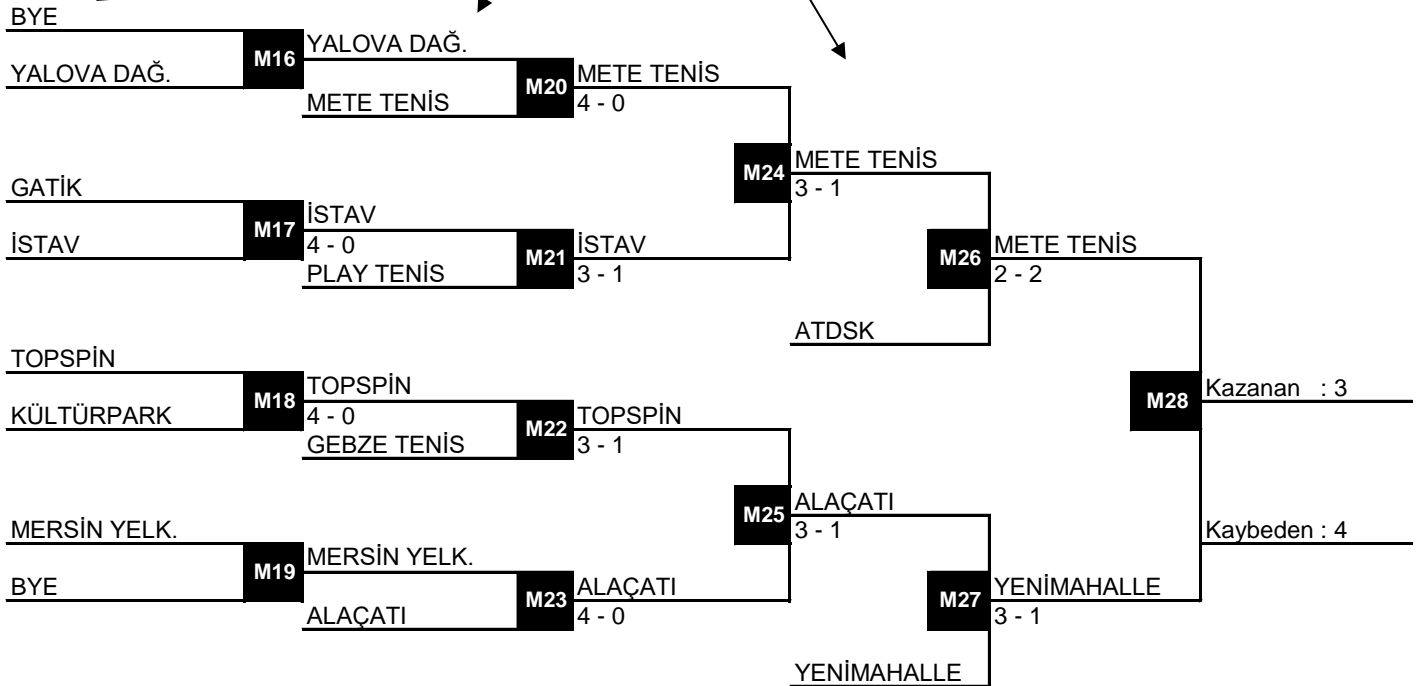 BYE
YALOVA DAĞ.
M16
YALOVA DAĞ.
METE TENİS
M20
METE TENİS
4 - 0
M24
METE TENİS
3 - 1
GATİK
İSTAV
M17
İSTAV
4 - 0
PLAY TENİS
M21
İSTAV
3 - 1
M26
METE TENİS
2 - 2
ATDSK
TOPSPİN
KÜLTÜRPARK
M18
TOPSPİN
4 - 0
GEBZE TENİS
M22
TOPSPİN
3 - 1
M28
Kazanan : 3
Kaybeden : 4
M25
ALAÇATI
3 - 1
MERSİN YELK.
BYE
M19
MERSİN YELK.
ALAÇATI
M23
ALAÇATI
4 - 0
M27
YENİMAHALLE
3 - 1
YENİMAHALLE